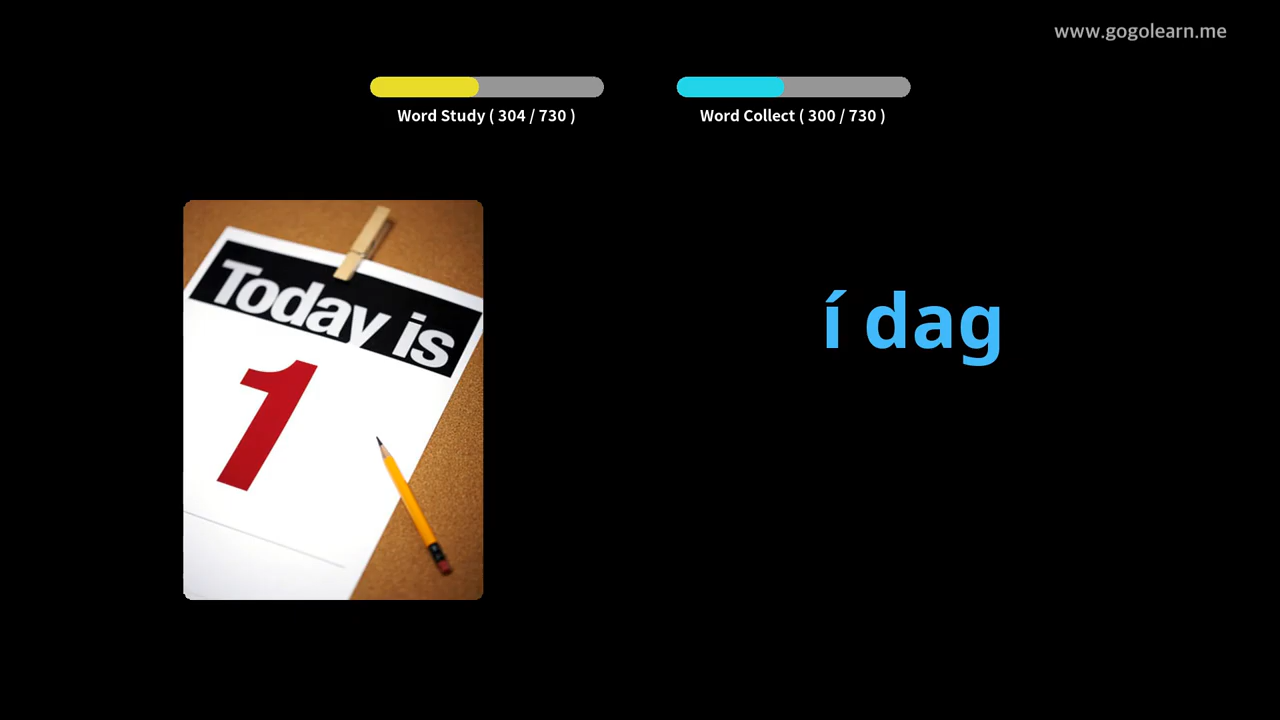 www.gogolearn.me
Word Study ( 304 / 730 )
Word Collect ( 300 / 730 )
Today is
1
í dag